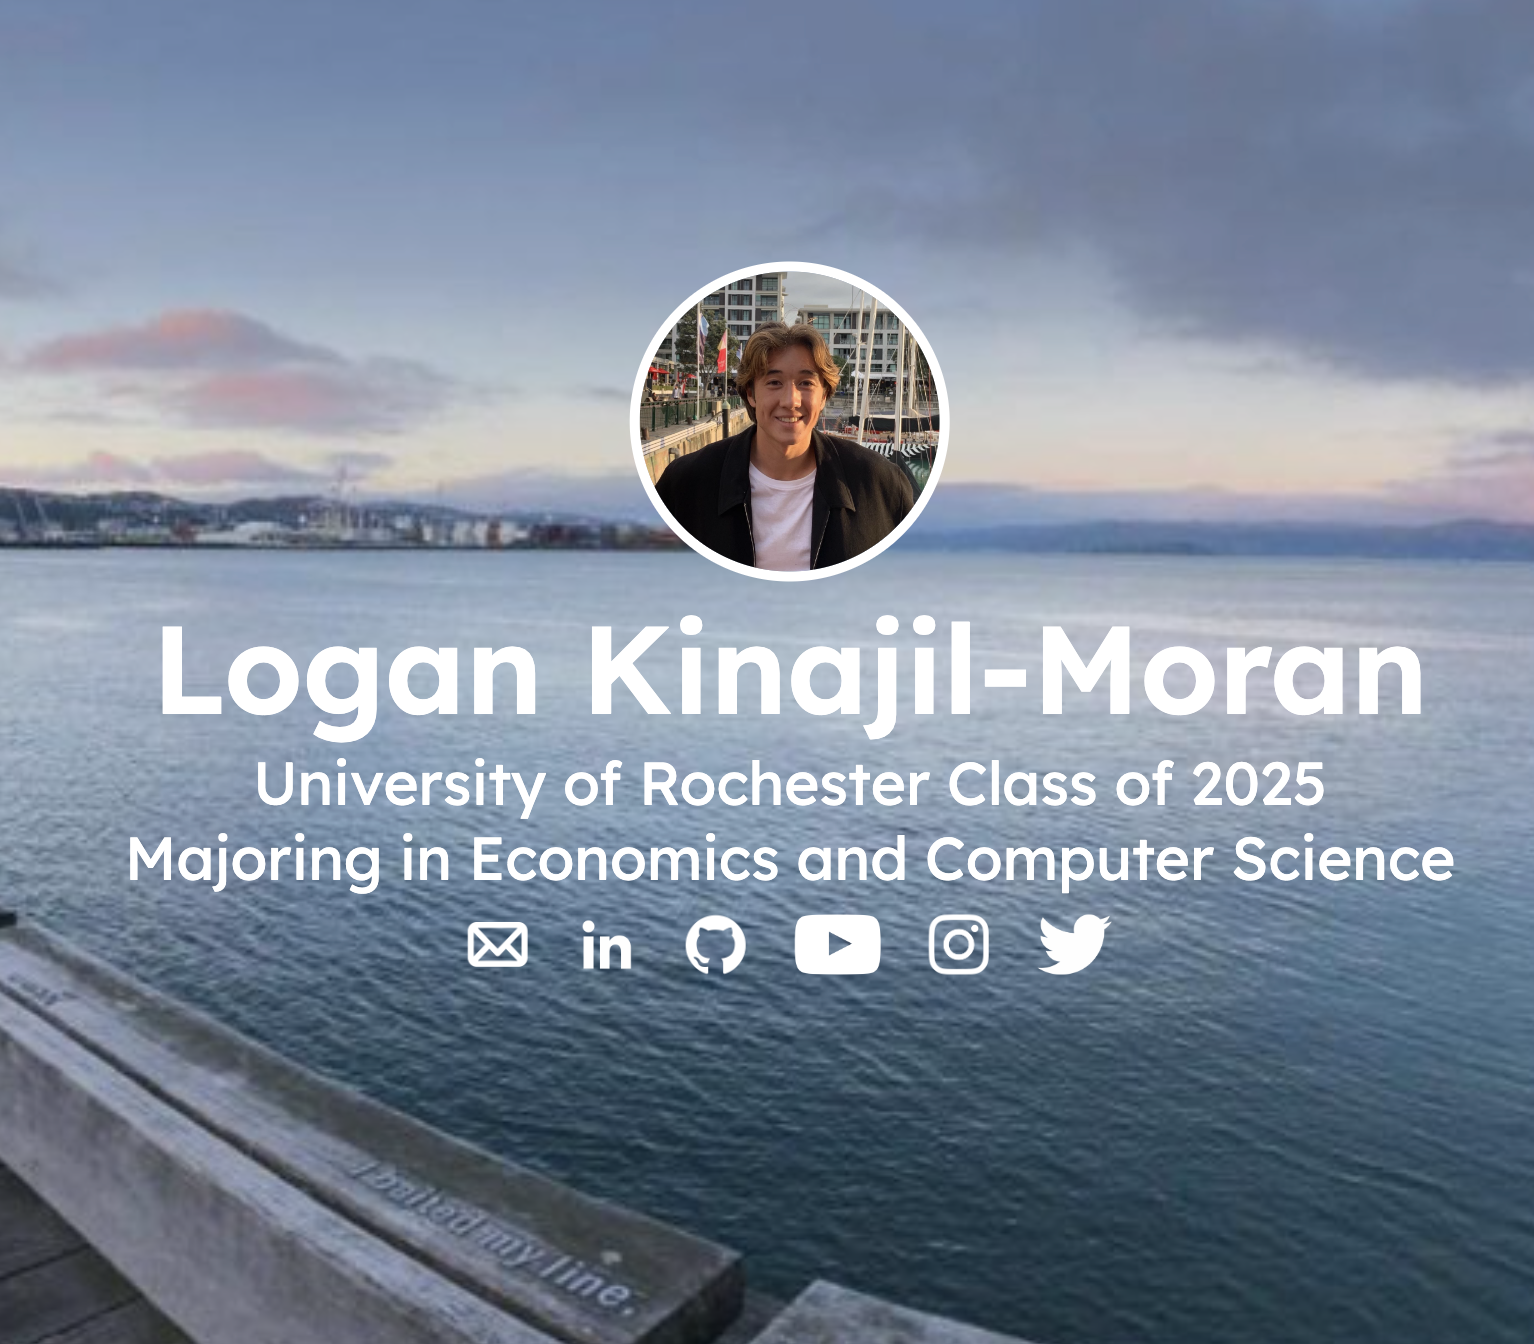 Logan Kinajil-Moran
University of Rochester Class of 2025
Majoring in Economics and Computer Science
in
I baited my line.